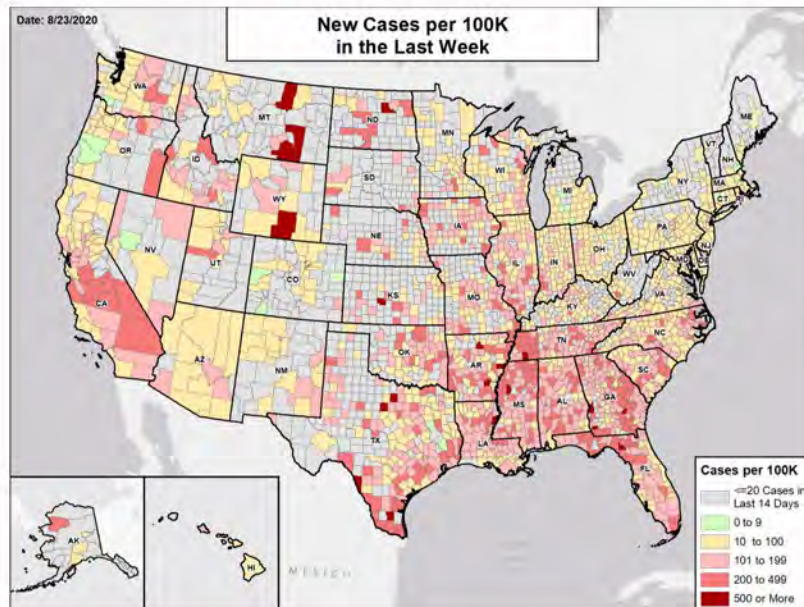 Date: 8/23/2020
New Cases per 100K
in the Last Week
WA
MT
ND
MN
ME
OR
ID
WI
VT
NH
SD
NY
MA
WY
MI
CT
RI
IA
PA
NE
NJ
NV
OH
MD
DE
UT
IL
IN
CO
WV
CA
KS
MO
VA
KY
NC
TN
AZ
OK
NM
AR
SC
MS
AL
GA
TX
LA
FL
AK
HI
MEXICO
Cases per 100K
<=20 Cases in
Last 14 Days
0 to 9
10 to 100
101 to 199
200 to 499
500 or More